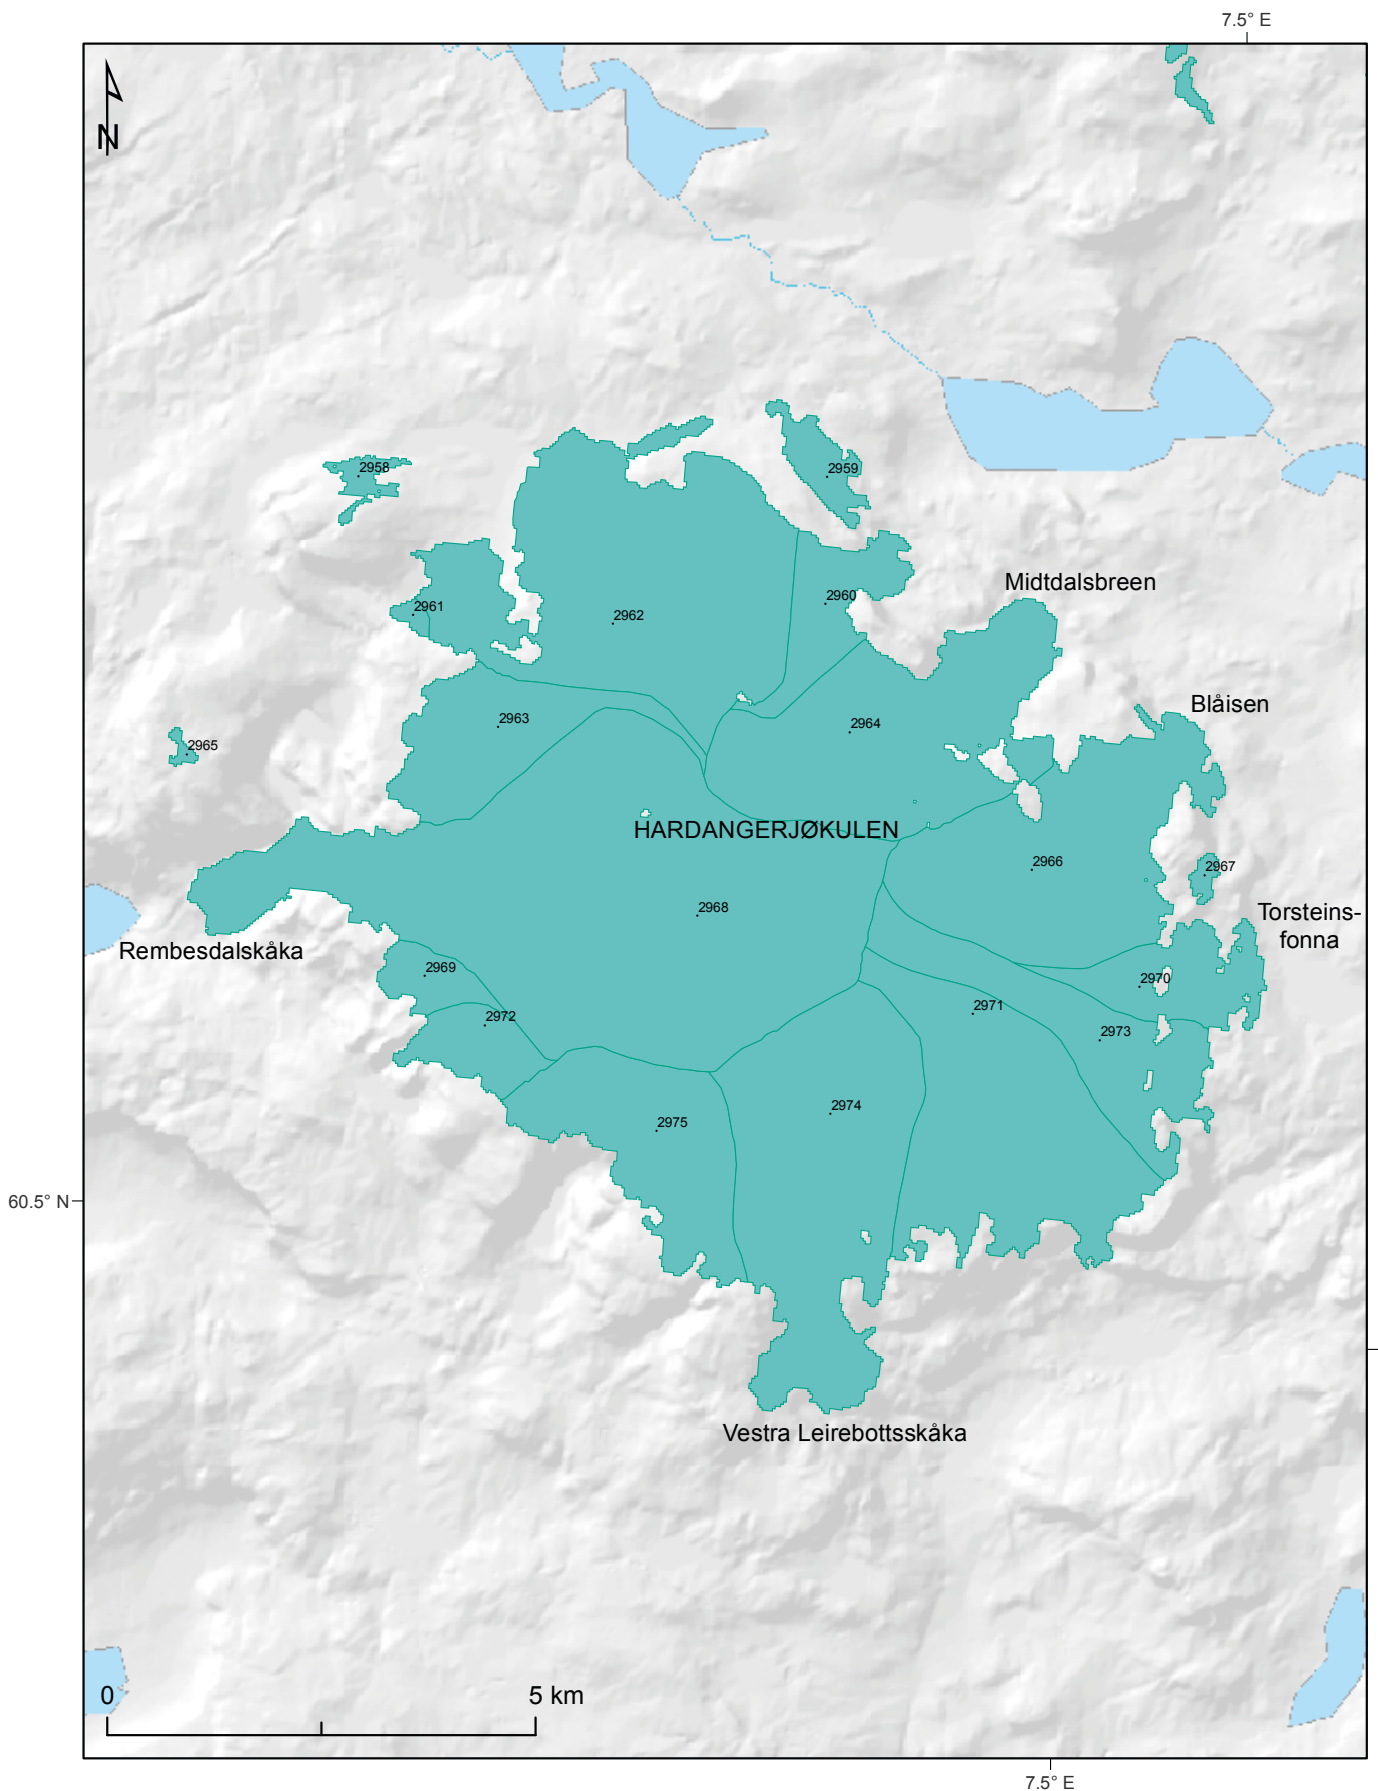 7.5° E
N
2958
2959
Midtdalsbreen
2960
2961
2962
Blåisen
2963
2964
2965
HARDANGERJØKULEN
2966
2967
2968
Torsteins-
fonna
Rembesdalskåka
2969
2970
2971
2972
2973
2974
2975
60.5° N
Vestra Leirebottsskåka
0
5 km
7.5° E